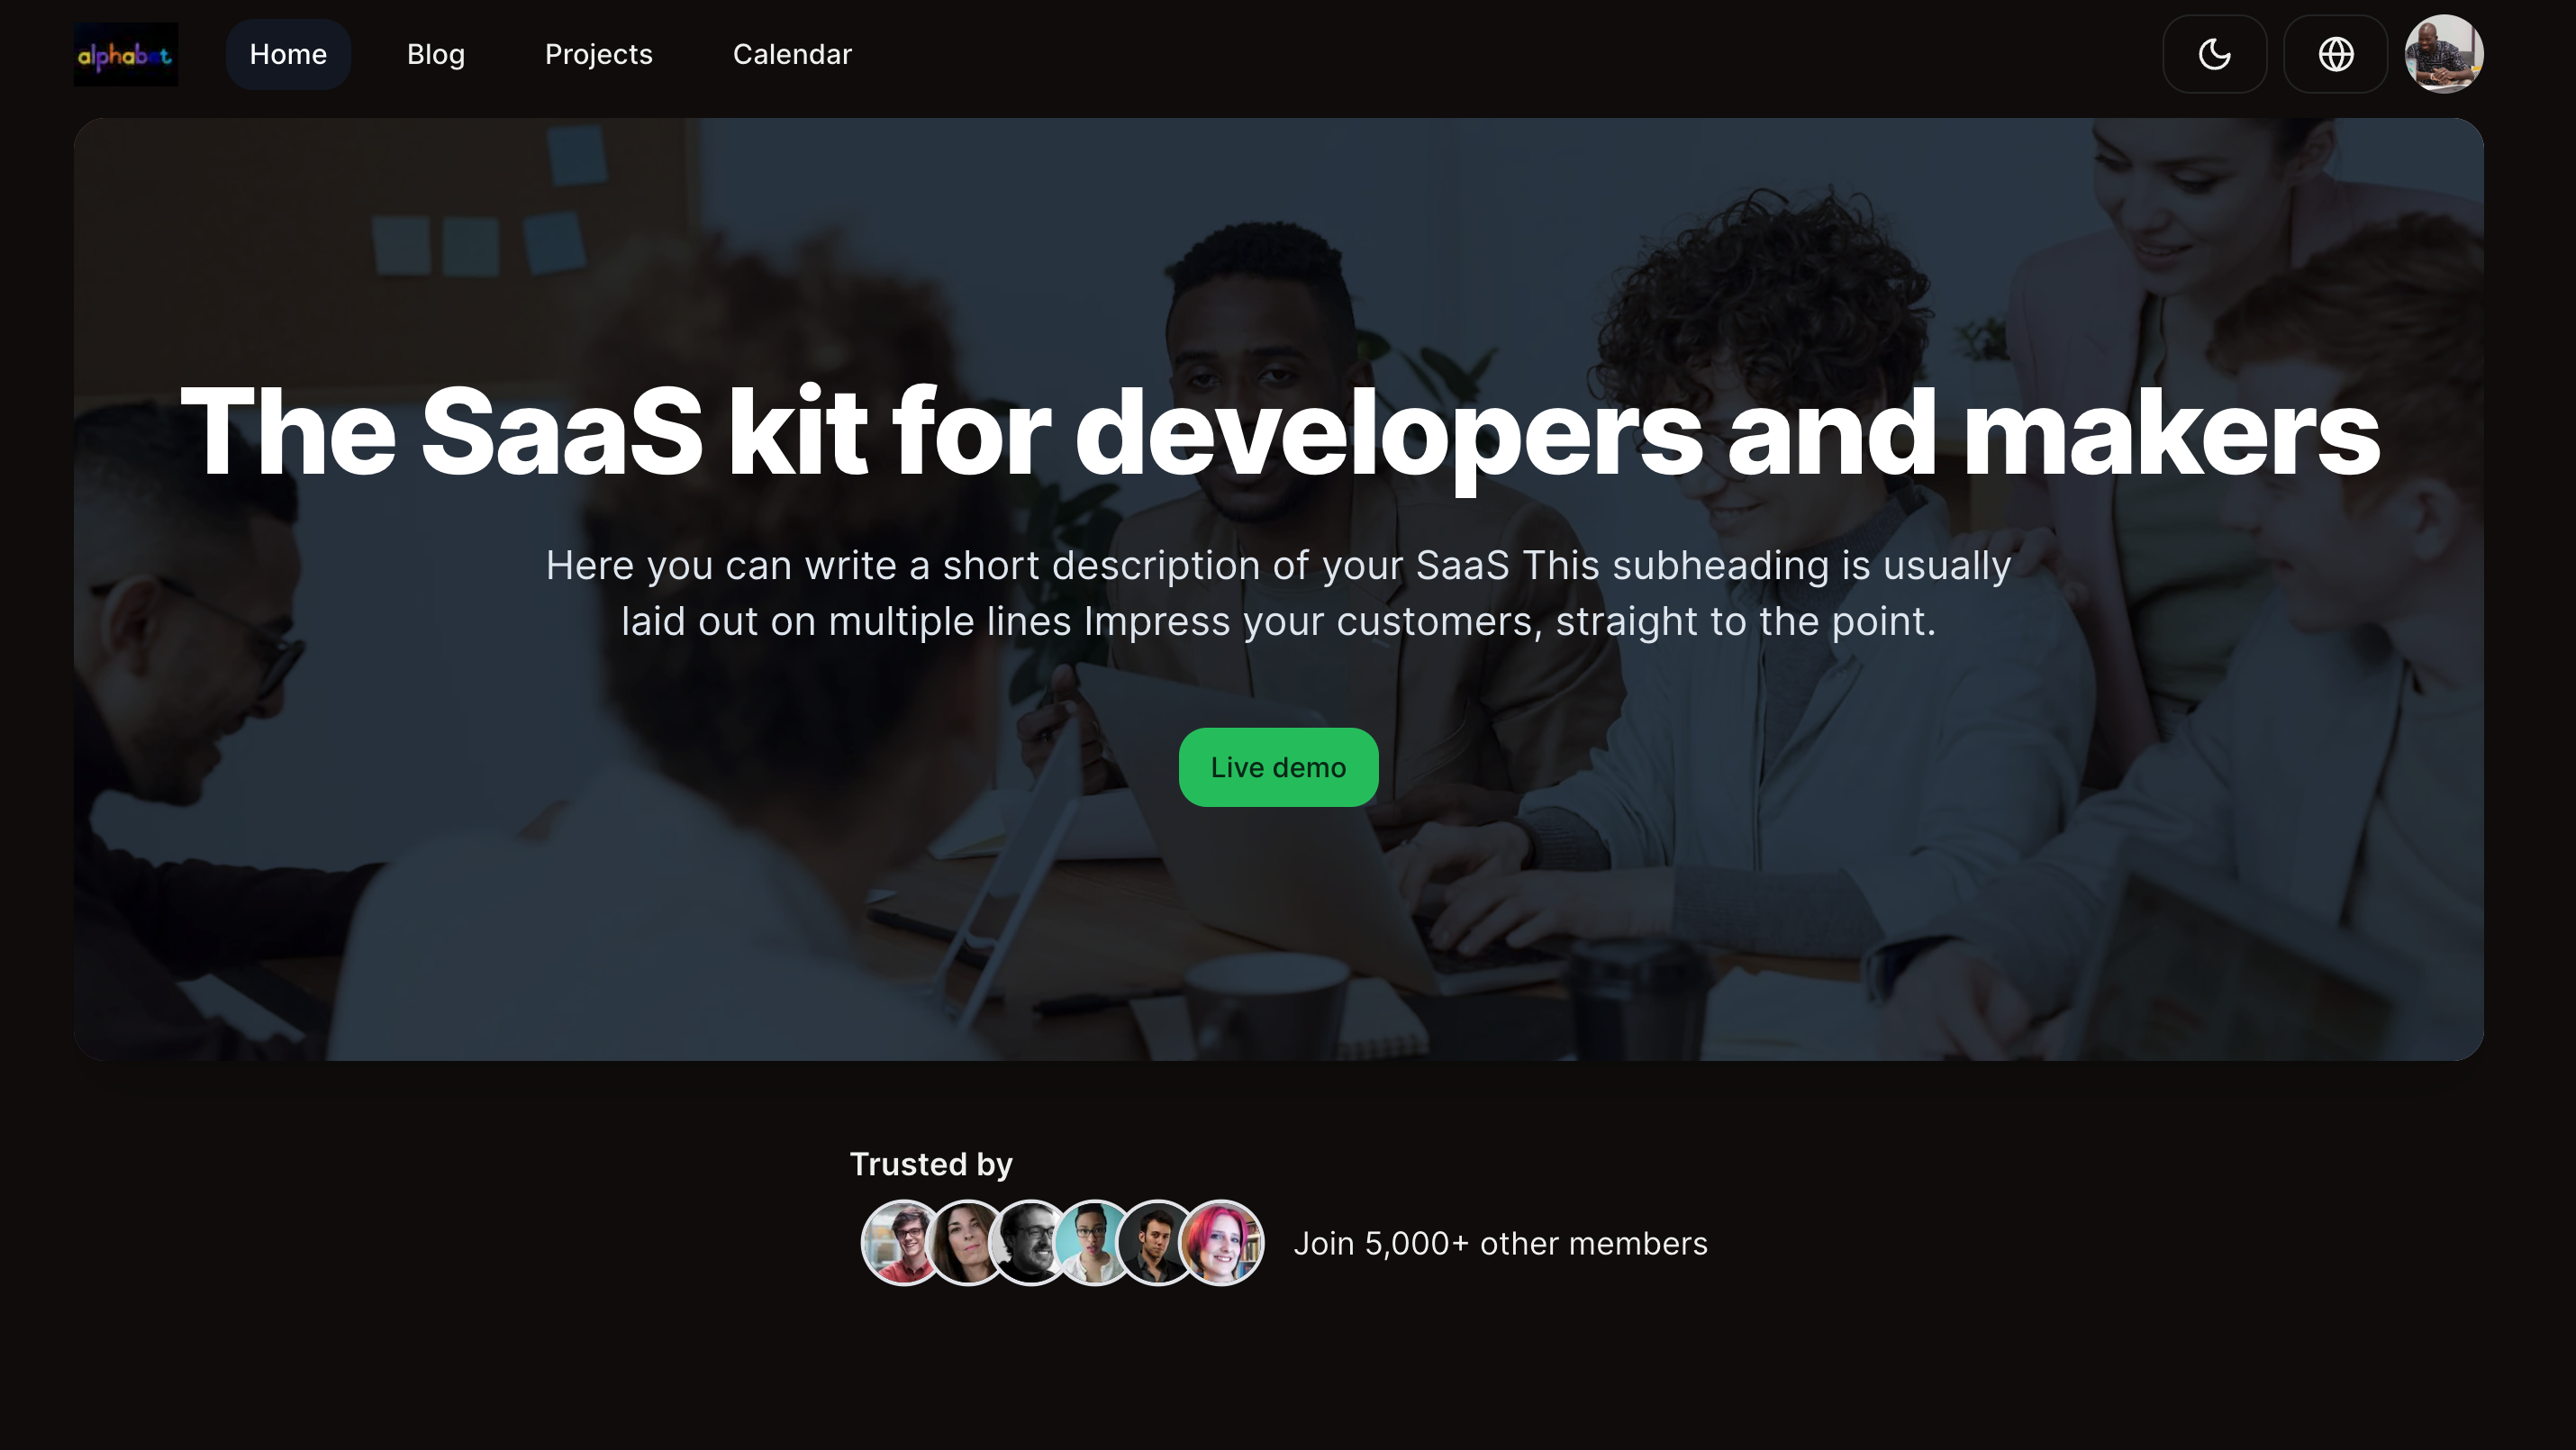 alphabet
Home
Blog
Projects
Calendar
The SaaS kit for developers and makers
Here you can write a short description of your SaaS This subheading is usually
laid out on multiple lines Impress your customers, straight to the point.
Live demo
Trusted by
Join 5,000+ other members